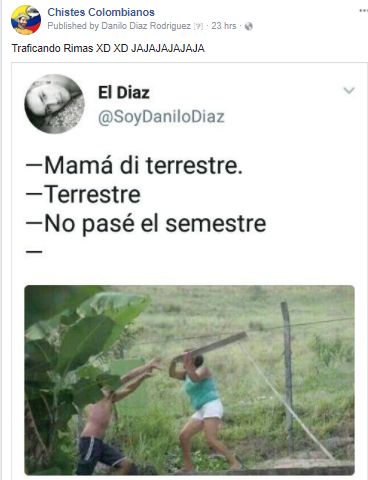 Chistes Colombianos
Published by Danilo Diaz Rodriguez [?] · 23 hrs ·
Traficando Rimas XD XD JAJAJAJAJAJA
El Diaz
@SoyDaniloDiaz
—Mamá di terrestre.
—Terrestre
—No pasé el semestre
—